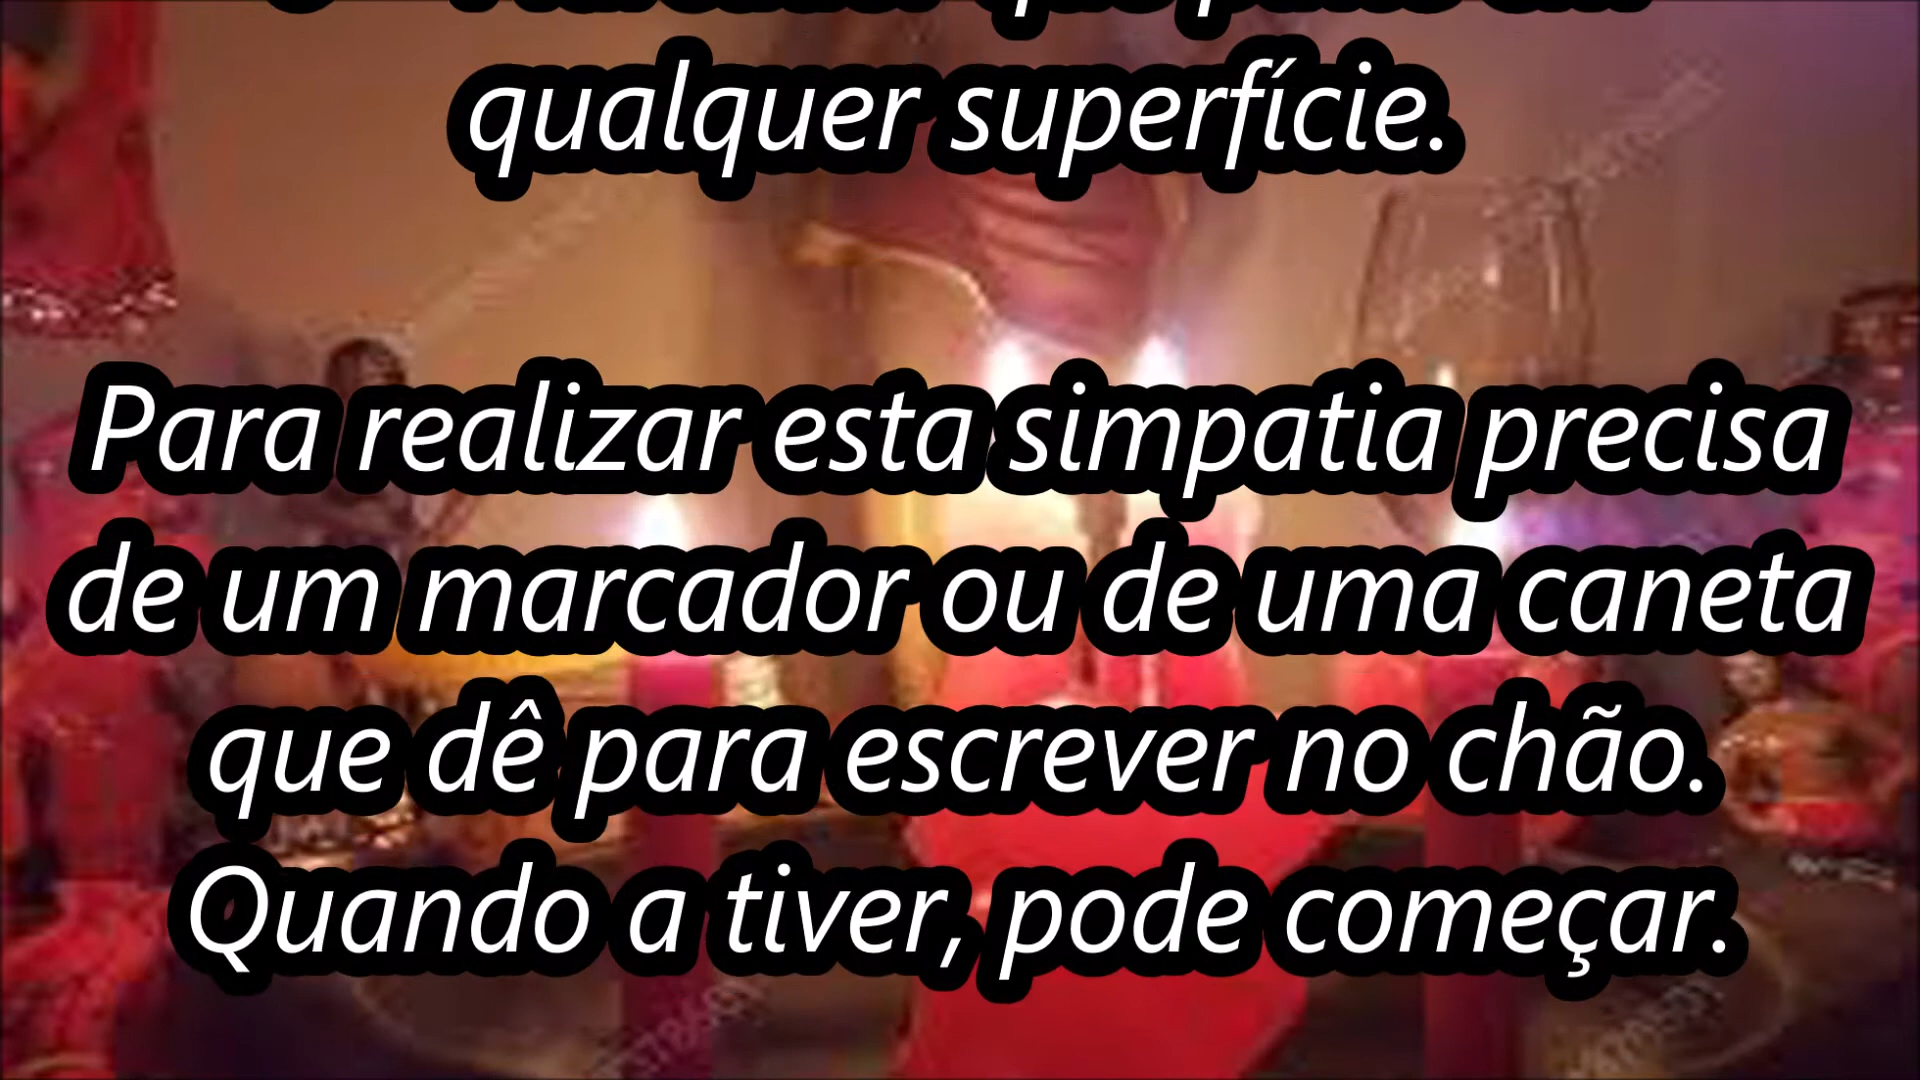 qualquer superfície.
Para realizar esta simpatia precisa
de um marcador ou de uma caneta
que dê para escrever no chão.
Quando a tiver, pode começar.